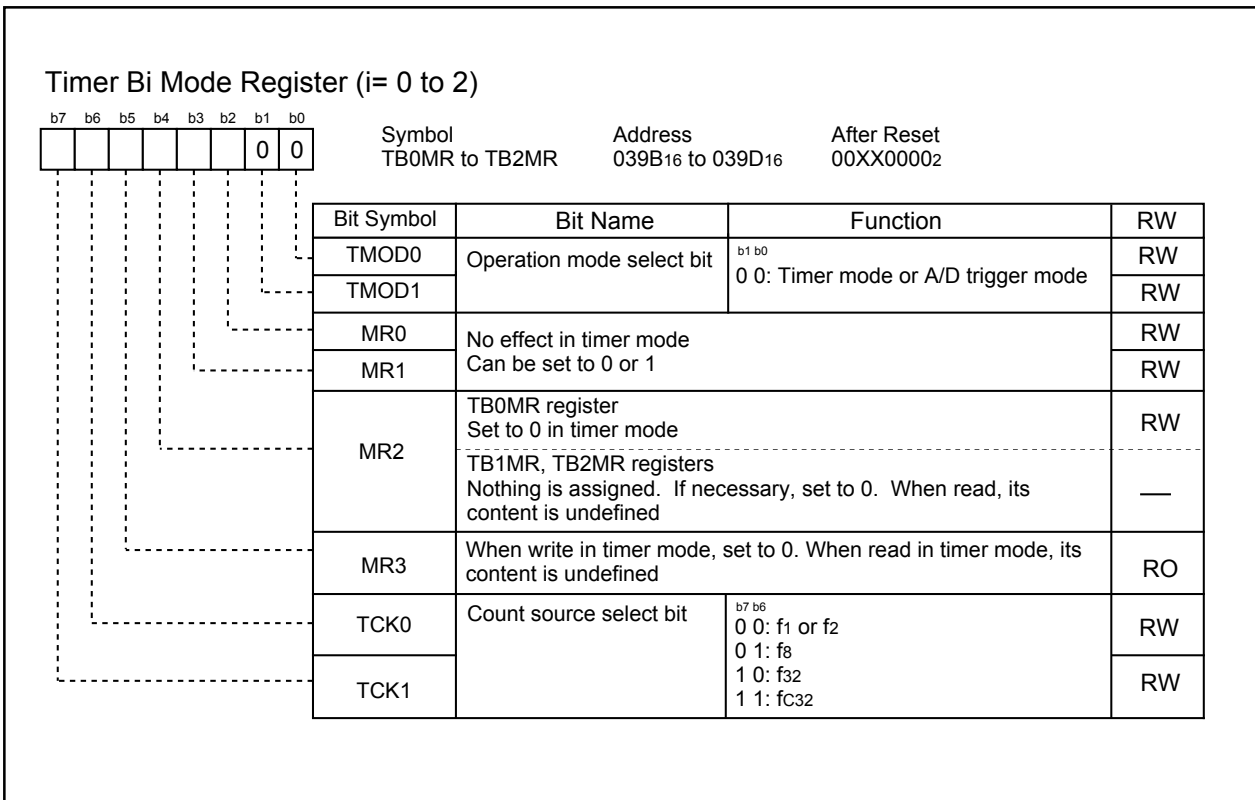 Timer Bi Mode Register (i= 0 to 2)
b7 b6 b5 b4 b3 b2 b1 b0
0 0
Symbol Address After Reset
TB0MR to TB2MR 039B16 to 039D16 00XX00002
Bit Symbol Bit Name Function RW
TMOD0 Operation mode select bit b1 b0 RW
0 0: Timer mode or A/D trigger mode
TMOD1 RW
MR0 No effect in timer mode RW
MR1 Can be set to 0 or 1 RW
MR2
TB0MR register
Set to 0 in timer mode RW
TB1MR, TB2MR registers
Nothing is assigned. If necessary, set to 0. When read, its —
content is undefined
MR3 When write in timer mode, set to 0. When read in timer mode, its
content is undefined RO
TCK0 Count source select bit b7 b6 RW
0 0: f1 or f2
0 1: f8
TCK1 1 0: f32 RW
1 1: fC32